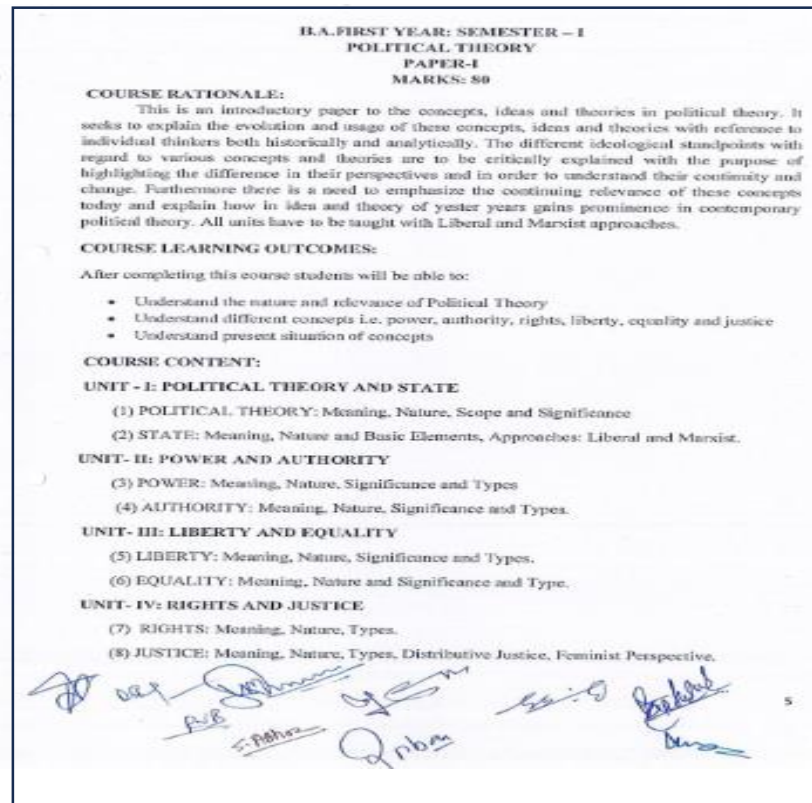 B.A.FIRST YEAR: SEMESTER – I
POLITICAL THEORY
PAPER-I
MARKS: 80
COURSE RATIONALE:
This is an introductory paper to the concepts, ideas and theories in political theory. It
seeks to explain the evolution and usage of these concepts, ideas and theories with reference to
individual thinkers both historically and analytically. The different ideological standpoints with
regard to various concepts and theories are to be critically explained with the purpose of
highlighting the difference in their perspectives and in order to understand their continuity and
change. Furthermore there is a need to emphasize the continuing relevance of these concepts
today and explain how in idea and theory of yester years gains prominence in contemporary
political theory. All units have to be taught with Liberal and Marxist approaches.
COURSE LEARNING OUTCOMES:
After completing this course students will be able to:
• Understand the nature and relevance of Political Theory
• Understand different concepts i.e. power, authority, rights, liberty, equality and justice
• Understand present situation of concepts
COURSE CONTENT:
UNIT - I: POLITICAL THEORY AND STATE
(1) POLITICAL THEORY: Meaning, Nature, Scope and Significance
(2) STATE: Meaning, Nature and Basic Elements, Approaches: Liberal and Marxist.
UNIT- II: POWER AND AUTHORITY
(3) POWER: Meaning, Nature, Significance and Types
(4) AUTHORITY: Meaning, Nature, Significance and Types.
UNIT- III: LIBERTY AND EQUALITY
(5) LIBERTY: Meaning, Nature, Significance and Types.
(6) EQUALITY: Meaning, Nature and Significance and Type.
UNIT- IV: RIGHTS AND JUSTICE
(7) RIGHTS: Meaning, Nature, Types.
(8) JUSTICE: Meaning, Nature, Types, Distributive Justice, Feminist Perspective.
5